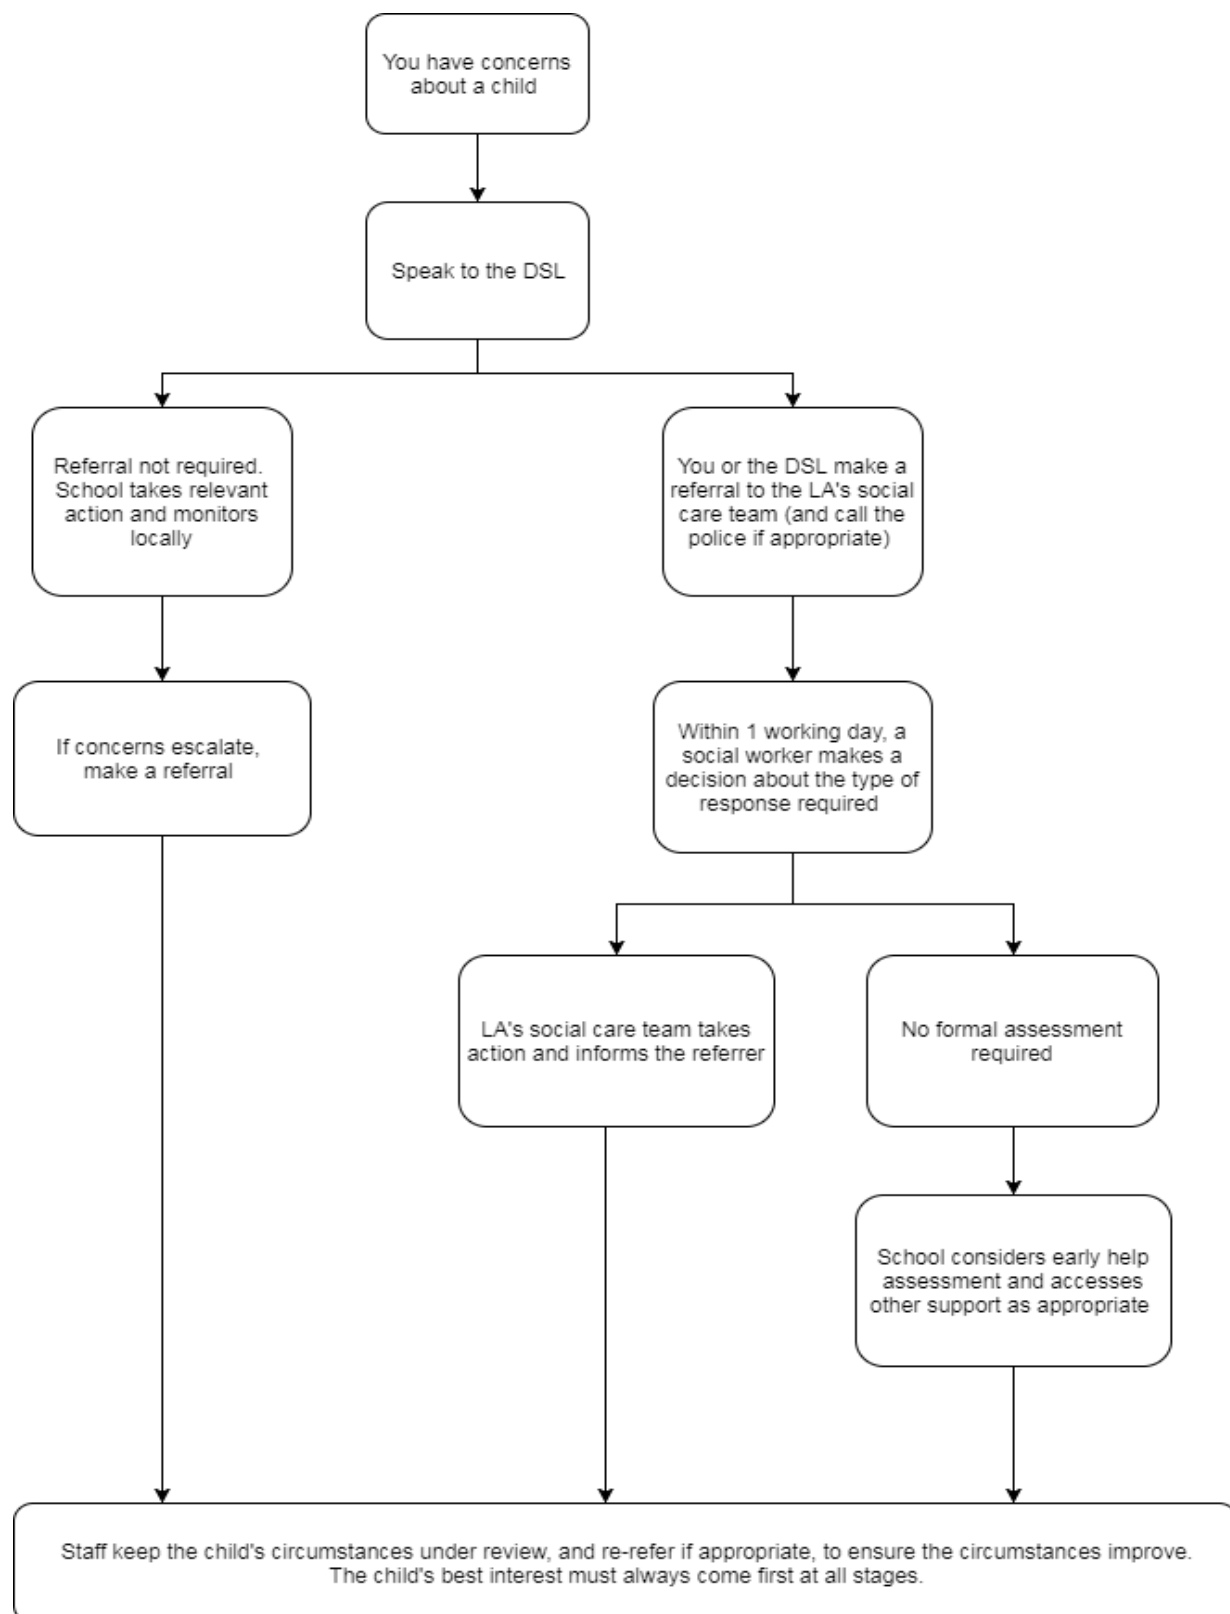 You have concerns
about a child
Speak to the DSL
Referral not required.
School takes relevant
action and monitors
locally
You or the DSL make a
referral to the LA's social
care team (and call the
police if appropriate)
If concerns escalate,
make a referral
Within 1 working day, a
social worker makes a
decision about the type of
response required
LA's social care team takes
action and informs the referrer
No formal assessment
required
School considers early help
assessment and accesses
other support as appropriate
Staff keep the child's circumstances under review, and re-refer if appropriate, to ensure the circumstances improve.
The child's best interest must always come first at all stages.